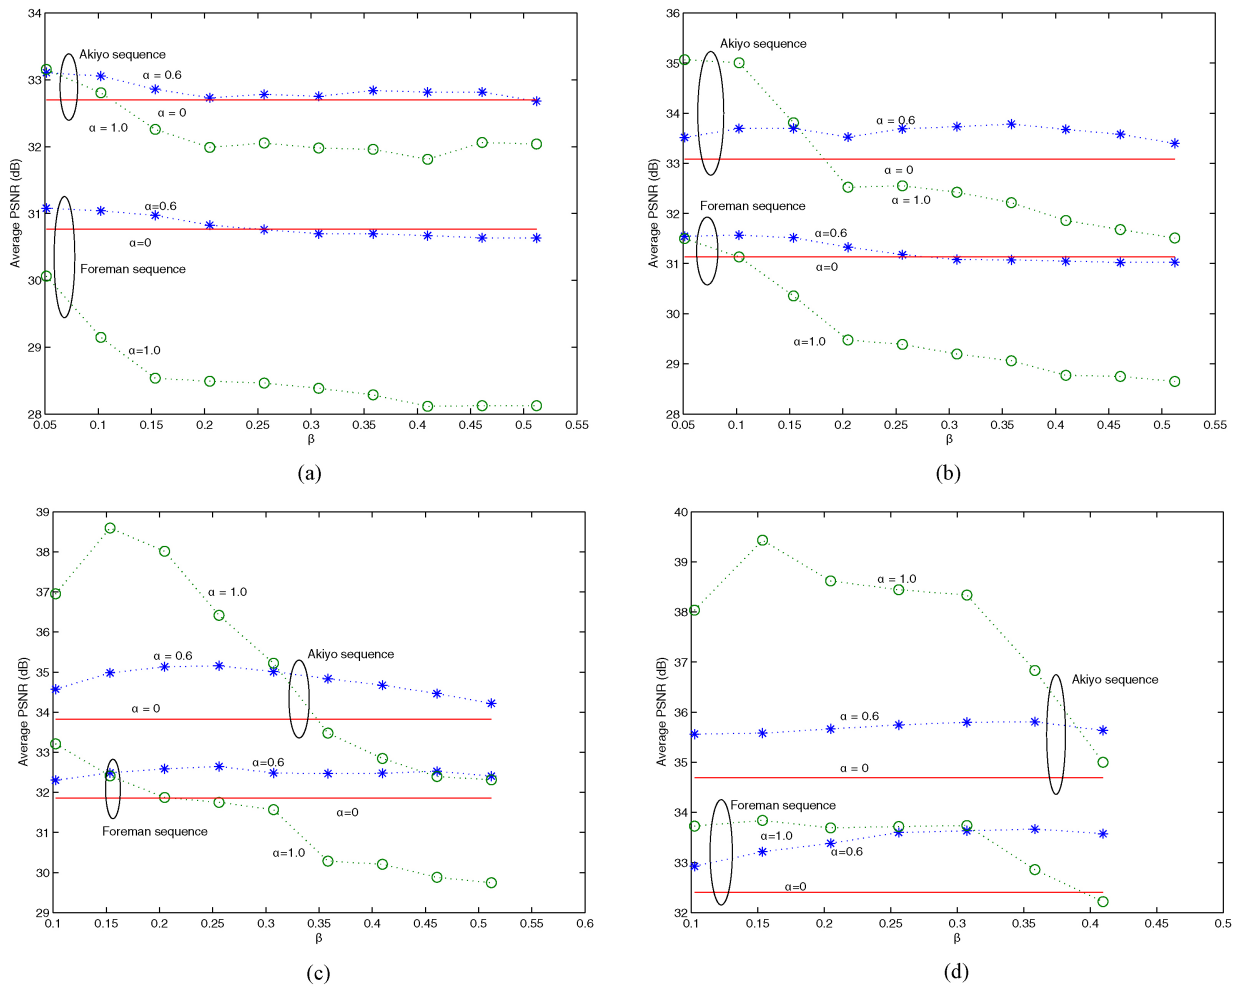 34
33
32
31
30
29
28
0.05
0.1
0.15
0.2
0.25
0.3
0.35
0.4
0.45
0.5
0.55
Average PSNR (dB)
β
Akiyo sequence
α = 0.6
α = 0
α = 1.0
α=0.6
α=0
Foreman sequence
α=1.0
(a)
36
35
34
33
32
31
30
29
28
0.05
0.1
0.15
0.2
0.25
0.3
0.35
0.4
0.45
0.5
0.55
Average PSNR (dB)
β
Akiyo sequence
α = 0.6
α = 0
α = 1.0
Foreman sequence
α=0.6
α=0
α=1.0
(b)
39
38
37
36
35
34
33
32
31
30
29
0.1
0.15
0.2
0.25
0.3
0.35
0.4
0.45
0.5
0.55
0.6
Average PSNR (dB)
β
α = 1.0
α = 0.6
Akiyo sequence
α = 0
α=0.6
α=0
Foreman sequence
α=1.0
(c)
40
39
38
37
36
35
34
33
32
0.1
0.15
0.2
0.25
0.3
0.35
0.4
0.45
0.5
Average PSNR (dB)
β
α = 1.0
Akiyo sequence
α = 0.6
α = 0
Foreman sequence
α=1.0
α=0.6
α=0
(d)